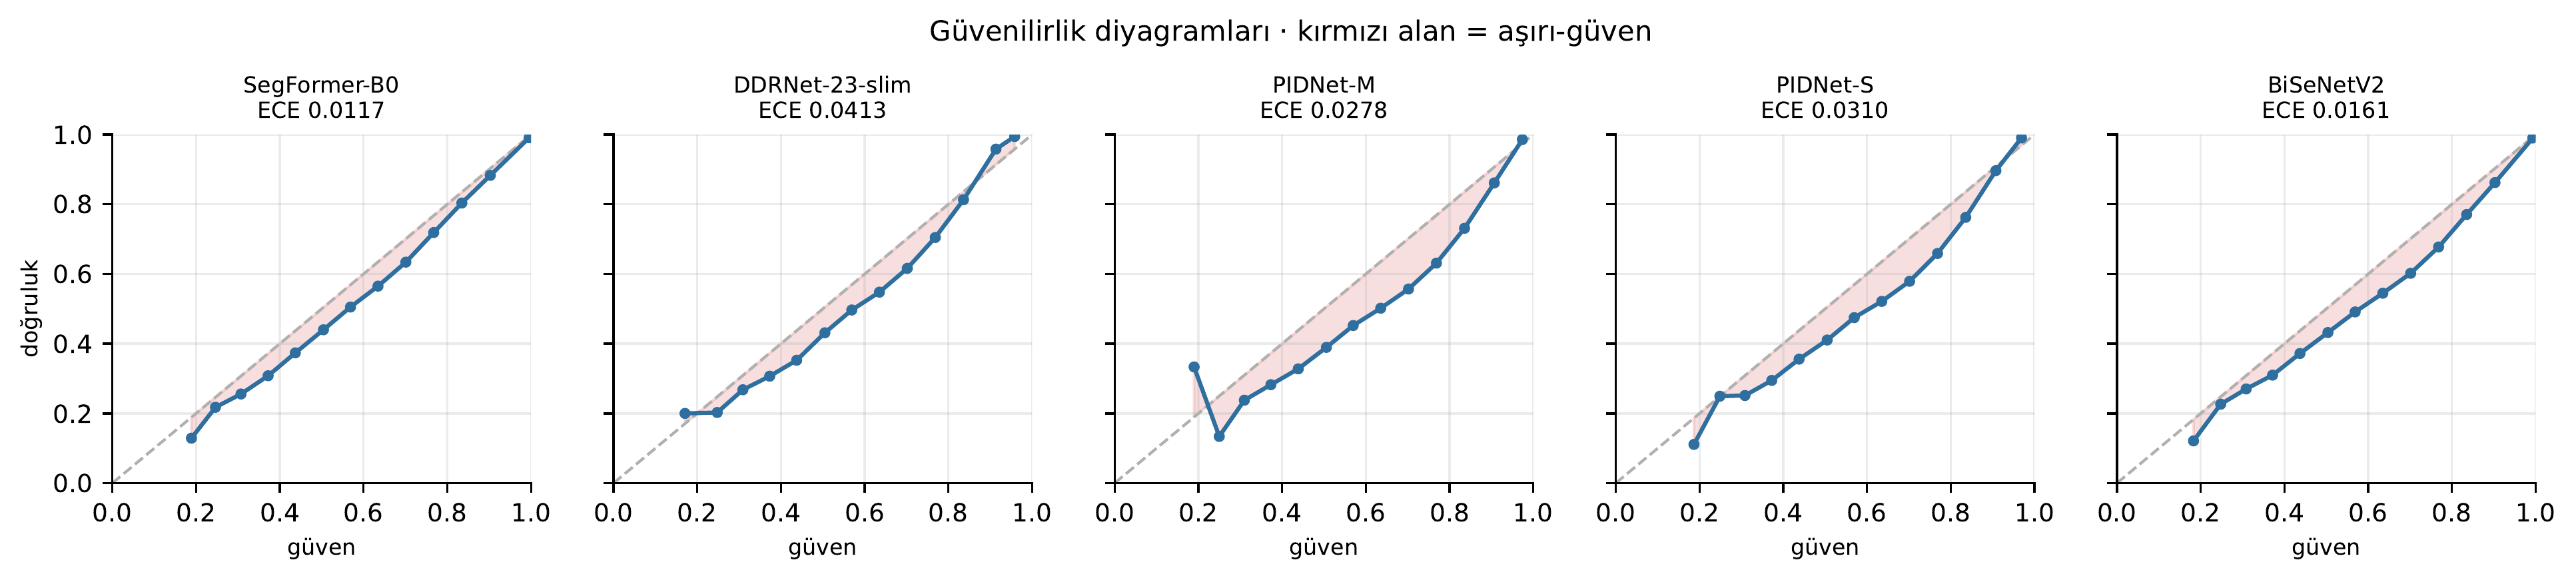 Güvenilirlik diyagramları · kırmızı alan = aşırı-güven
SegFormer-B0
ECE 0.0117
DDRNet-23-slim
ECE 0.0413
PIDNet-M
ECE 0.0278
PIDNet-S
ECE 0.0310
BiSeNetV2
ECE 0.0161
doğruluk
1.0
0.8
0.6
0.4
0.2
0.0
0.0 0.2 0.4 0.6 0.8 1.0
güven
0.0 0.2 0.4 0.6 0.8 1.0
güven
0.0 0.2 0.4 0.6 0.8 1.0
güven
0.0 0.2 0.4 0.6 0.8 1.0
güven
0.0 0.2 0.4 0.6 0.8 1.0
güven